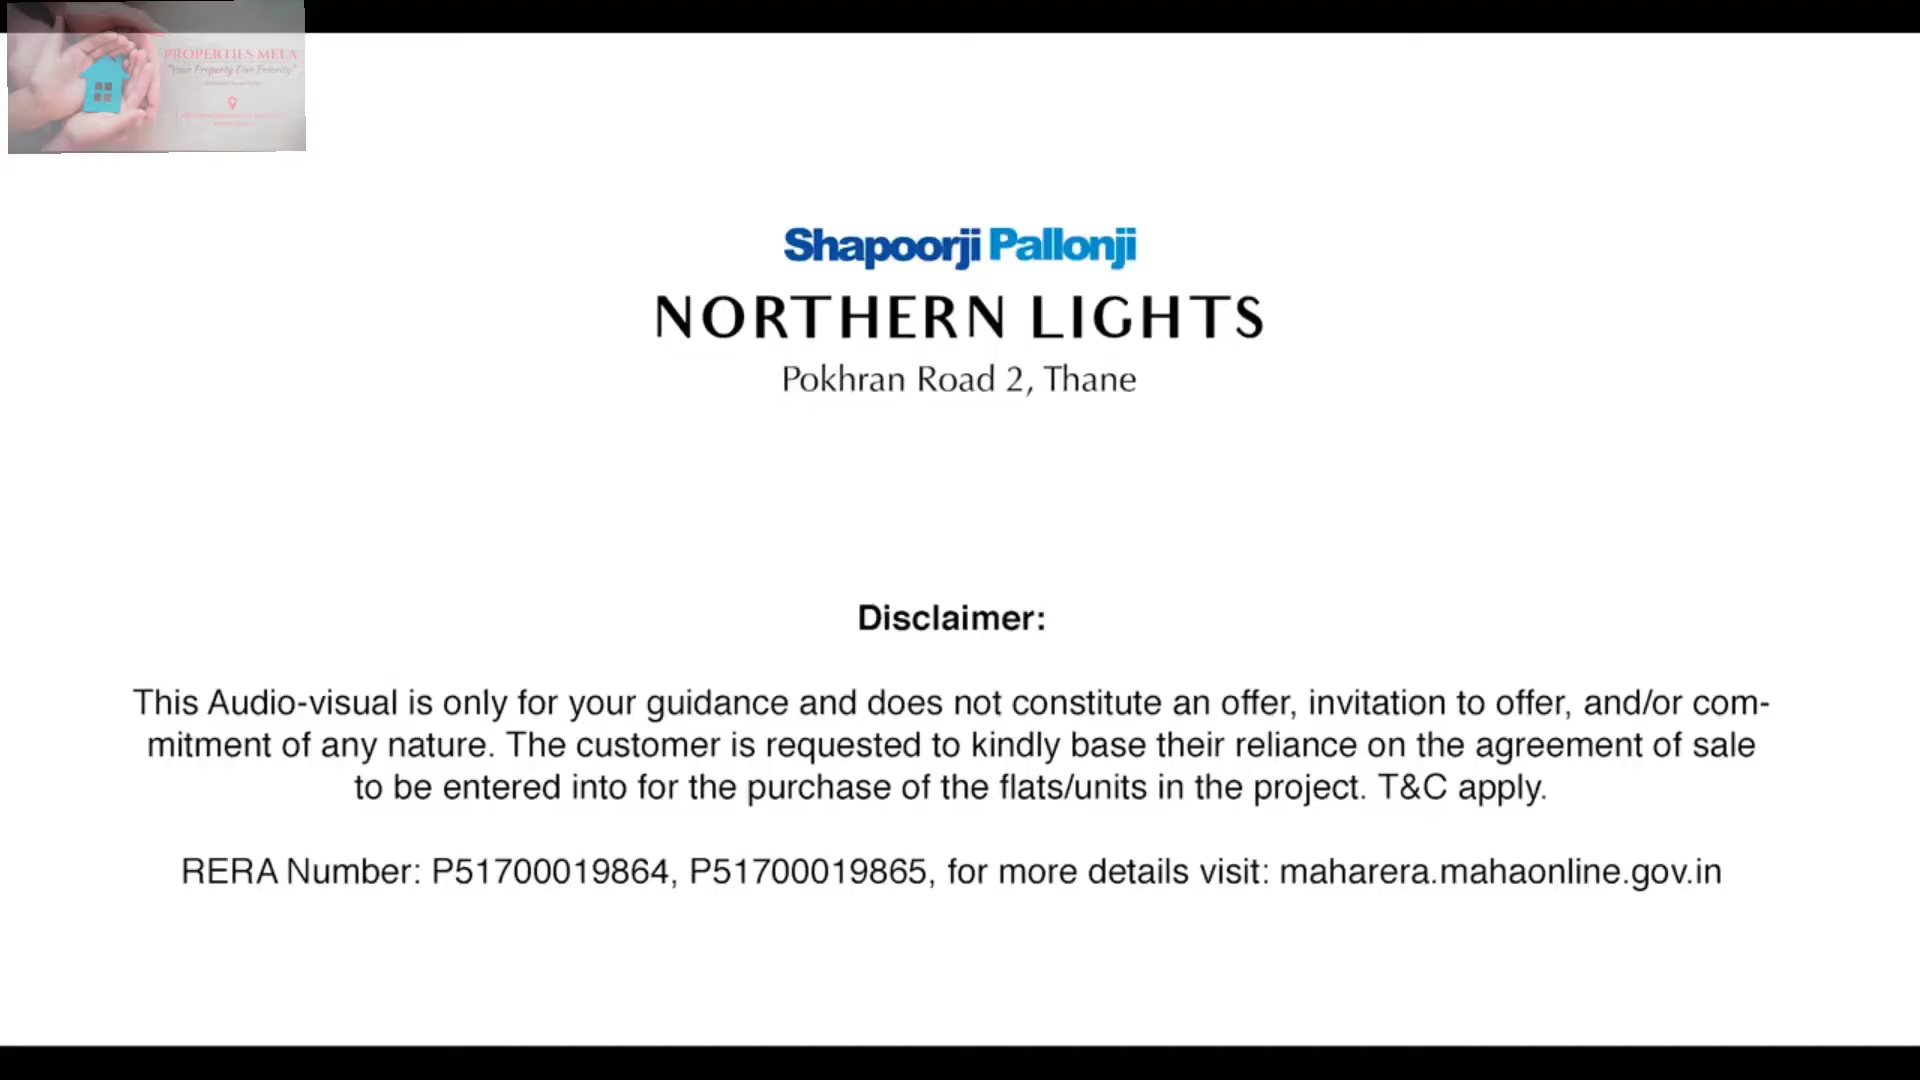 PROPERTIES MELA
"Your Property Our Priority"
Shapoorji Pallonji
NORTHERN LIGHTS
Pokhran Road 2, Thane
Disclaimer:
This Audio-visual is only for your guidance and does not constitute an offer, invitation to offer, and/or com-
mitment of any nature. The customer is requested to kindly base their reliance on the agreement of sale
to be entered into for the purchase of the flats/units in the project. T&C apply.
RERA Number: P51700019864, P51700019865, for more details visit: maharera.mahaonline.gov.in